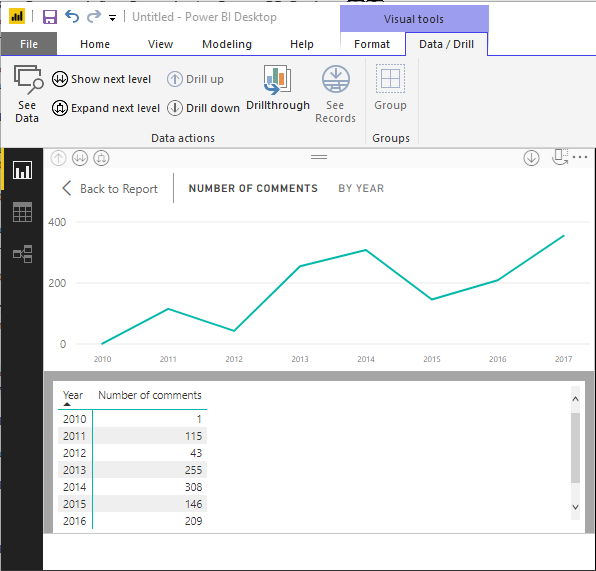 Untitled - Power BI Desktop
Visual tools
File Home View Modeling Help Format Data / Drill
See Data
Show next level
Expand next level
Drill up
Drill down
Drillthrough
See Records
Group
Data actions
Groups
Back to Report
NUMBER OF COMMENTS BY YEAR
400
200
0
2010 2011 2012 2013 2014 2015 2016 2017
Year Number of comments
2010 1
2011 115
2012 43
2013 255
2014 308
2015 146
2016 209